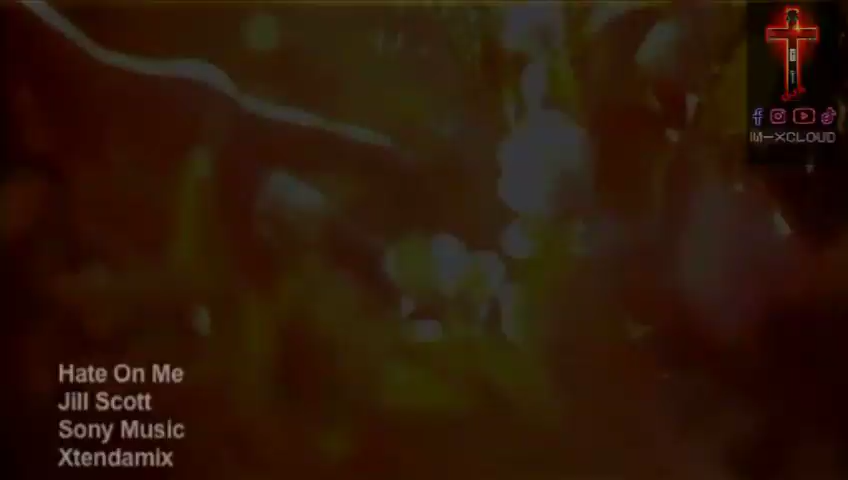 IM-XCLOUD
Hate On Me
Jill Scott
Sony Music
Xtendamix